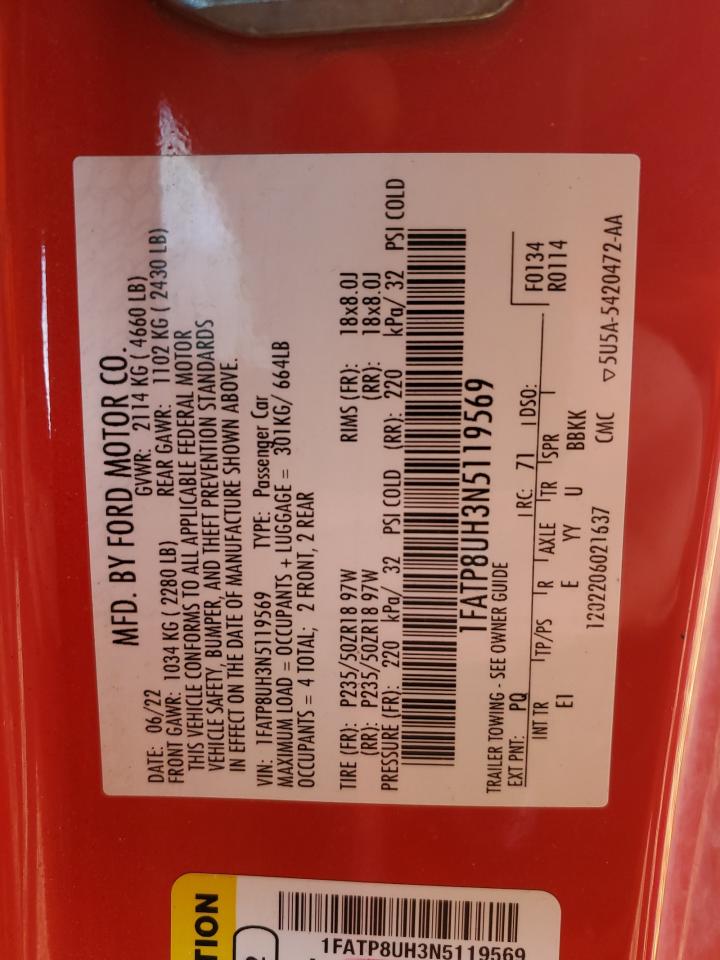 MFD. BY FORD MOTOR CO.
DATE: 06/22 GVWR: 2114 KG ( 4660 LB)
FRONT GAWR: 1034 KG ( 2280 LB) REAR GAWR: 1102 KG ( 2430 LB)
THIS VEHICLE CONFORMS TO ALL APPLICABLE FEDERAL MOTOR
VEHICLE SAFETY, BUMPER, AND THEFT PREVENTION STANDARDS
IN EFFECT ON THE DATE OF MANUFACTURE SHOWN ABOVE.
VIN: 1FATP8UH3N5119569 TYPE: Passenger Car
MAXIMUM LOAD = OCCUPANTS + LUGGAGE = 301KG/ 664LB
OCCUPANTS = 4 TOTAL; 2 FRONT, 2 REAR
TIRE (FR): P235/50ZR18 97W RIMS (FR): 18x8.0J
(RR): P235/50ZR18 97W (RR): 18x8.0J
PRESSURE (FR): 220 kPa/ 32 PSI COLD (RR): 220 kPa/ 32 PSI COLD
1FATP8UH3N5119569
TRAILER TOWING - SEE OWNER GUIDE
F0134
EXT PNT: PQ RC: 71 DSO: R0114
INT TR TP/PS R AXLE TR SPR
E1 E YY U BBKK
1202206021637 CMC ▽5U5A-5420472-AA
TION
1FATP8UH3N5119569